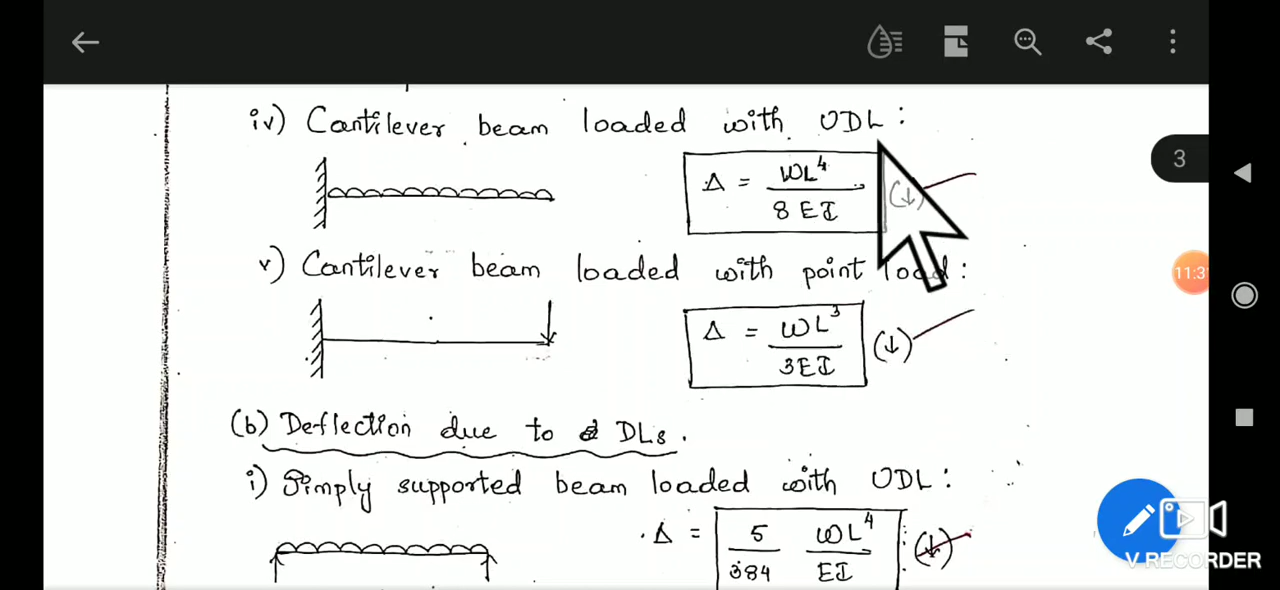 iv) Cantilever beam loaded with UDL :
Δ = WL⁴ / 8 EI (↓)
3
v) Cantilever beam loaded with point load :
11:3
Δ = WL³ / 3EI (↓)
(b) Deflection due to DLs.
i) Simply supported beam loaded with UDL :
Δ = 5 / 384 WL⁴ / EI (↓)
V RECORDER